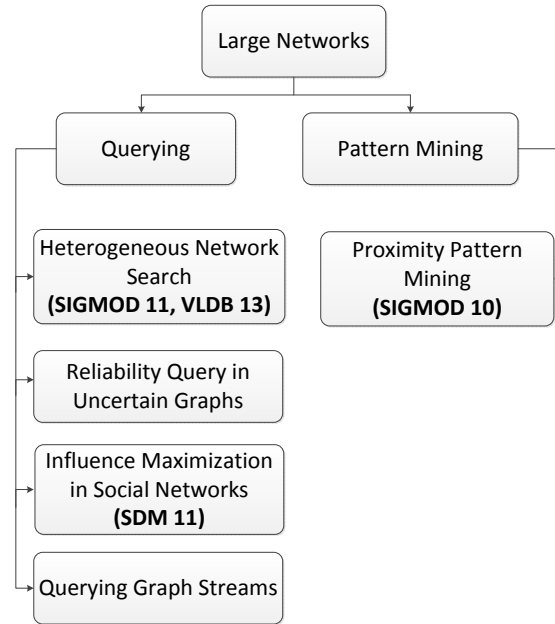 Large Networks
Querying
Pattern Mining
Heterogeneous Network
Search
(SIGMOD 11, VLDB 13)
Proximity Pattern
Mining
(SIGMOD 10)
Reliability Query in
Uncertain Graphs
Influence Maximization
in Social Networks
(SDM 11)
Querying Graph Streams